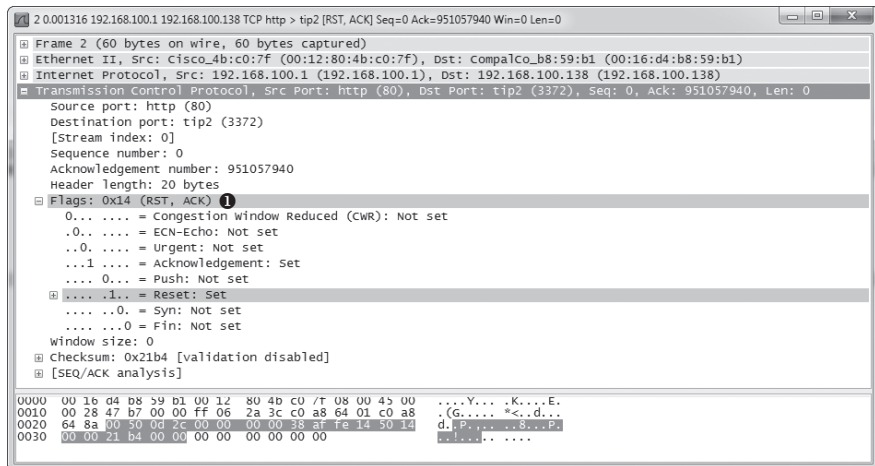 2 0.001316 192.168.100.1 192.168.100.138 TCP http > tip2 [RST, ACK] Seq=0 Ack=951057940 Win=0 Len=0
Frame 2 (60 bytes on wire, 60 bytes captured)
Ethernet II, Src: Cisco_4b:c0:7f (00:12:80:4b:c0:7f), Dst: CompalCo_b8:59:b1 (00:16:d4:b8:59:b1)
Internet Protocol, Src: 192.168.100.1 (192.168.100.1), Dst: 192.168.100.138 (192.168.100.138)
Transmission Control Protocol, Src Port: http (80), Dst Port: tip2 (3372), Seq: 0, Ack: 951057940, Len: 0
Source port: http (80)
Destination port: tip2 (3372)
[Stream index: 0]
Sequence number: 0
Acknowledgement number: 951057940
Header length: 20 bytes
Flags: 0x14 (RST, ACK) ❶
0... .... = Congestion Window Reduced (CWR): Not set
.0.. .... = ECN-Echo: Not set
..0. .... = Urgent: Not set
...1 .... = Acknowledgement: Set
.... 0... = Push: Not set
.... .1.. = Reset: Set
.... ..0. = Syn: Not set
.... ...0 = Fin: Not set
Window size: 0
Checksum: 0x21b4 [validation disabled]
[SEQ/ACK analysis]
0000 00 16 d4 b8 59 b1 00 12 80 4b c0 7f 08 00 45 00 ....Y... .K....E.
0010 00 28 47 b7 00 00 ff 06 2a 3c c0 a8 64 01 c0 a8 .(G..... *<..d...
0020 64 8a 00 50 0d 2c 00 00 00 00 38 af fe 14 50 14 d..P.,.. ..8...P.
0030 00 00 21 b4 00 00 00 00 00 00 00 00 ..!..... ....